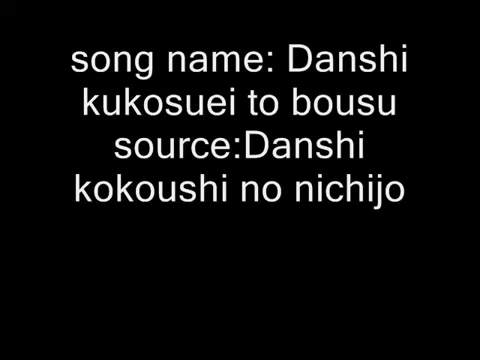 song name: Danshi
kukosuei to bousu
source:Danshi
kokoushi no nichijo